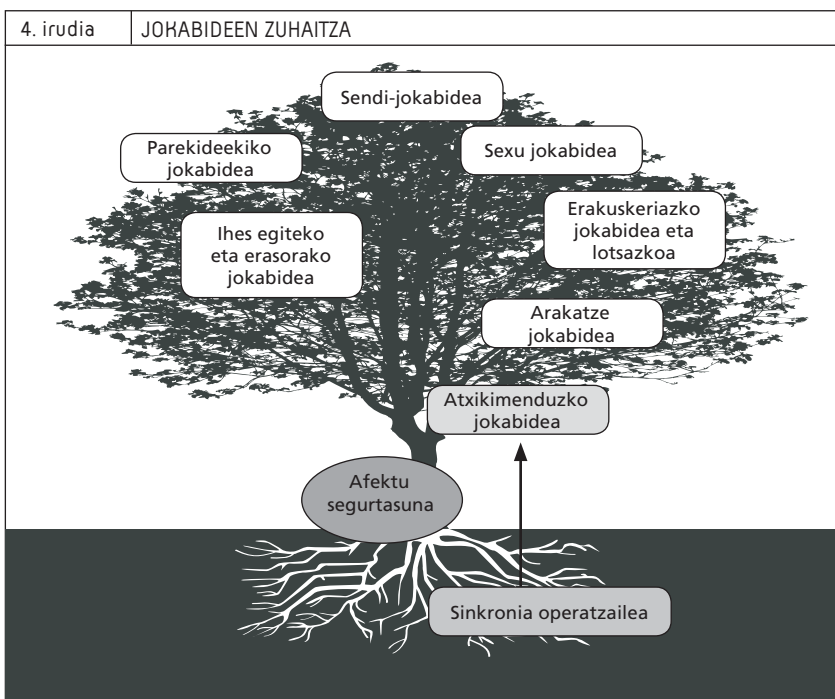 4. irudia
JOKABIDEEN ZUHAITZA
Sendi-jokabidea
Parekideekiko
jokabidea
Sexu jokabidea
Ihes egiteko
eta erasorako
jokabidea
Erakuskeriazko
jokabidea eta
lotsazkoa
Arakatze
jokabidea
Atxikimenduzko
jokabidea
Afektu
segurtasuna
Sinkronia operatzailea